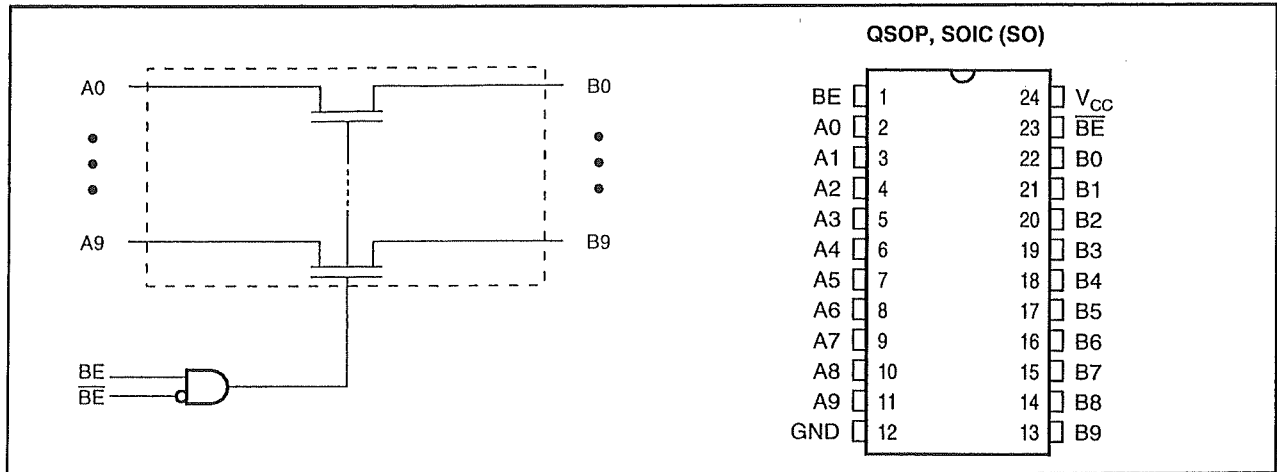 A0
B0
A9
B9
BE
B̅E̅
QSOP, SOIC (SO)
BE 1 24 VCC
A0 2 23 B̅E̅
A1 3 22 B0
A2 4 21 B1
A3 5 20 B2
A4 6 19 B3
A5 7 18 B4
A6 8 17 B5
A7 9 16 B6
A8 10 15 B7
A9 11 14 B8
GND 12 13 B9